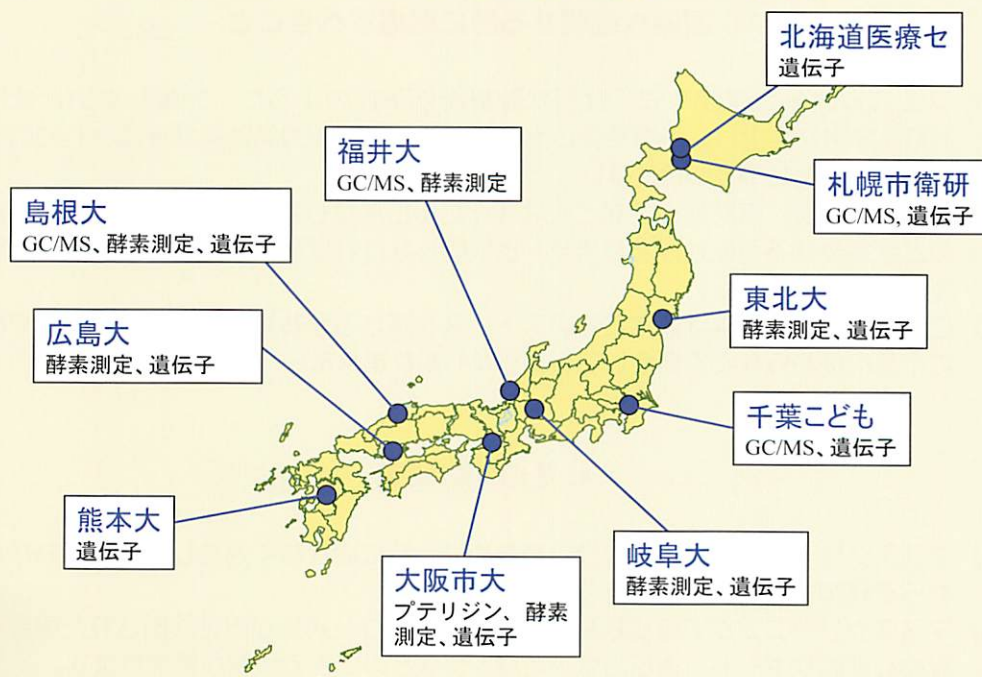 北海道医療セ
遺伝子
福井大
GC/MS、酵素測定
札幌市衛研
GC/MS, 遺伝子
島根大
GC/MS、酵素測定、遺伝子
東北大
酵素測定、遺伝子
広島大
酵素測定、遺伝子
千葉こども
GC/MS、遺伝子
熊本大
遺伝子
岐阜大
酵素測定、遺伝子
大阪市大
プテリジン、酵素
測定、遺伝子